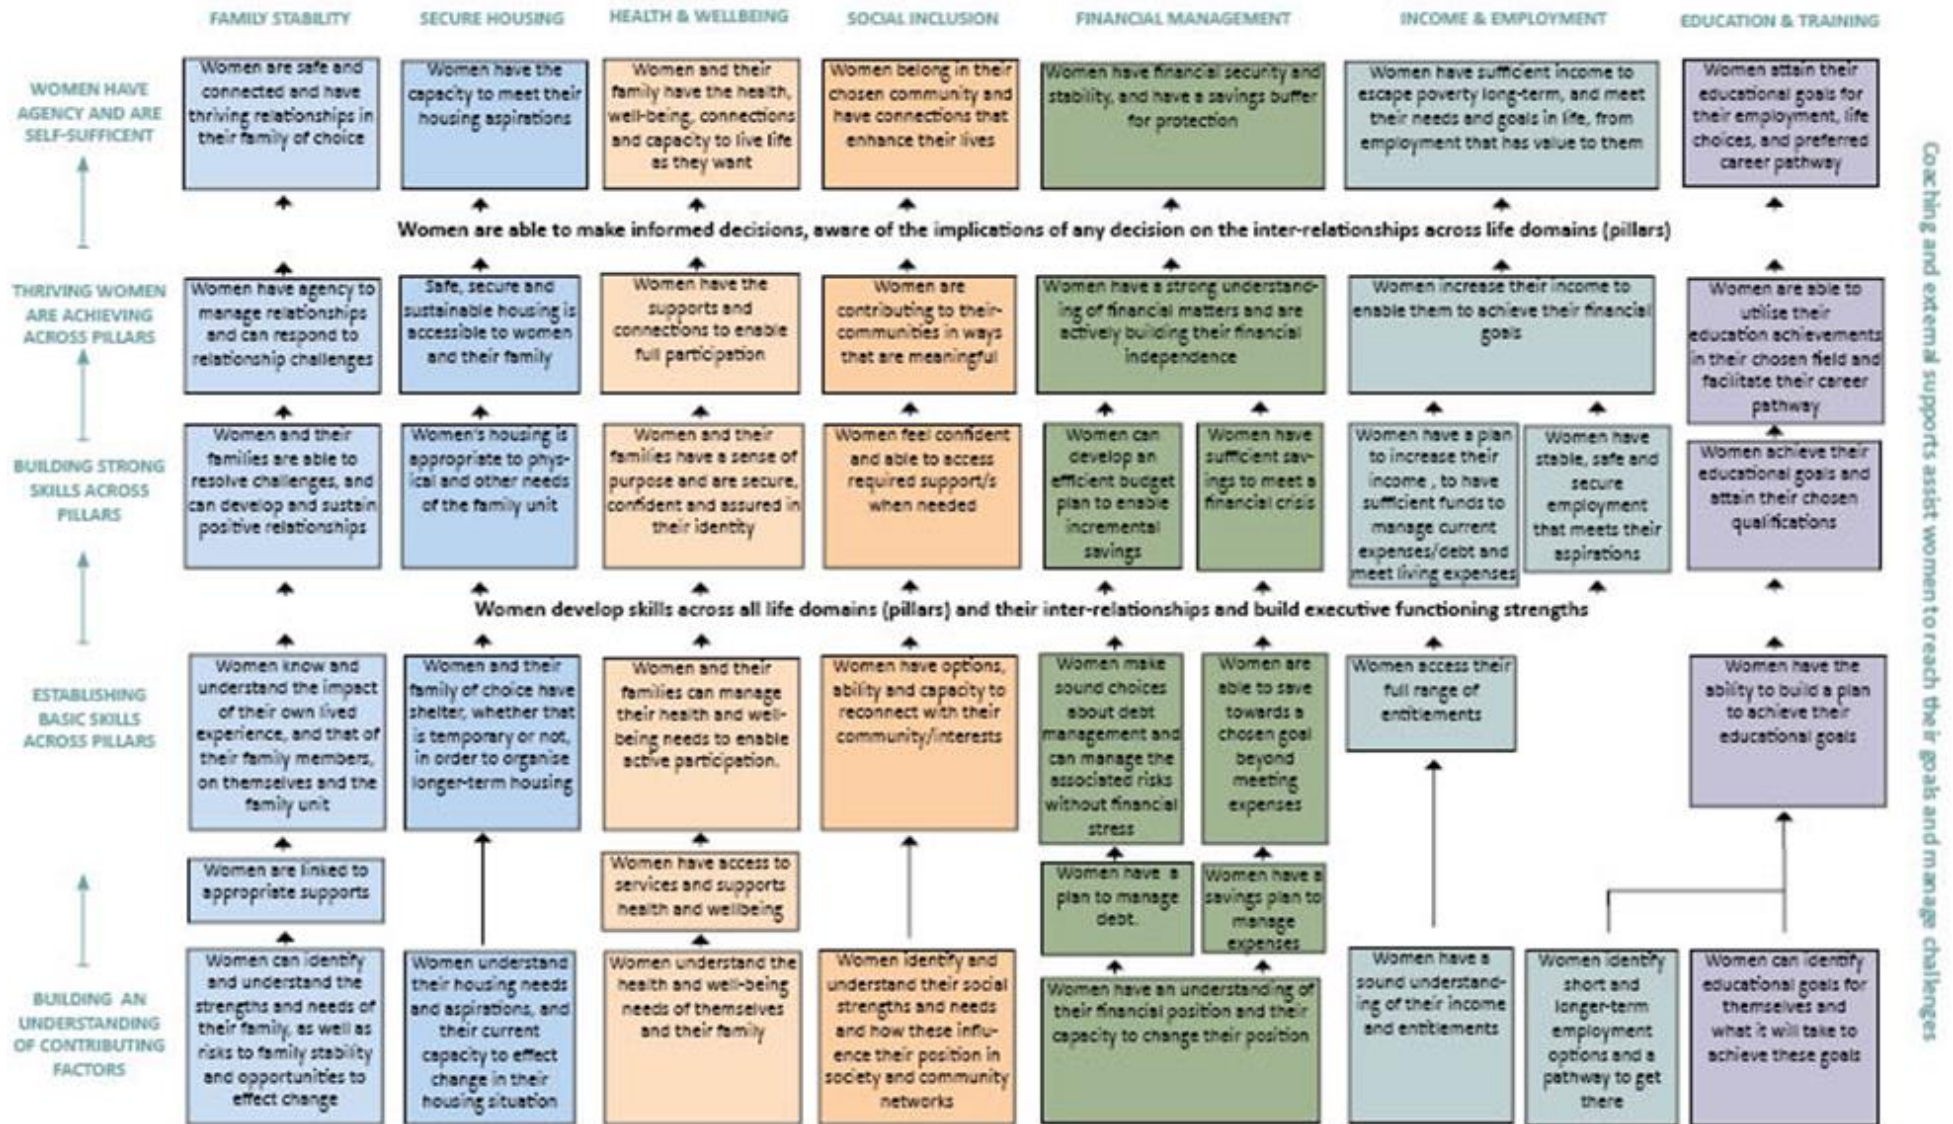 FAMILY STABILITY
SECURE HOUSING
HEALTH & WELLBEING
SOCIAL INCLUSION
FINANCIAL MANAGEMENT
INCOME & EMPLOYMENT
EDUCATION & TRAINING
WOMEN HAVE
AGENCY AND ARE
SELF-SUFFICENT
Women are safe and
connected and have
thriving relationships in
their family of choice
Women have the
capacity to meet their
housing aspirations
Women and their
family have the health,
well-being, connections
and capacity to live life
as they want
Women belong in their
chosen community and
have connections that
enhance their lives
Women have financial security and
stability, and have a savings buffer
for protection
Women have sufficient income to
escape poverty long-term, and meet
their needs and goals in life, from
employment that has value to them
Women attain their
educational goals for
their employment, life
choices, and preferred
career pathway
Women are able to make informed decisions, aware of the implications of any decision on the inter-relationships across life domains (pillars)
THRIVING WOMEN
ARE ACHIEVING
ACROSS PILLARS
Women have agency to
manage relationships
and can respond to
relationship challenges
Safe, secure and
sustainable housing is
accessible to women
and their family
Women have the
supports and
connections to enable
full participation
Women are
contributing to their-
communities in ways
that are meaningful
Women have a strong understand-
ing of financial matters and are
actively building their financial
independence
Women increase their income to
enable them to achieve their financial
goals
Women are able to
utilise their
education achievements
in their chosen field and
facilitate their career
pathway
BUILDING STRONG
SKILLS ACROSS
PILLARS
Women and their
families are able to
resolve challenges, and
can develop and sustain
positive relationships
Women's housing is
appropriate to phys-
ical and other needs
of the family unit
Women and their
families have a sense of
purpose and are secure,
confident and assured in
their identity
Women feel confident
and able to access
required support/s
when needed
Women can
develop an
efficient budget
plan to enable
incremental
savings
Women have
sufficient sav-
ings to meet a
financial crisis
Women have a plan
to increase their
income , to have
sufficient funds to
manage current
expenses/debt and
meet living expenses
Women have
stable, safe and
secure
employment
that meets their
aspirations
Women achieve their
educational goals and
attain their chosen
qualifications
Women develop skills across all life domains (pillars) and their inter-relationships and build executive functioning strengths
ESTABLISHING
BASIC SKILLS
ACROSS PILLARS
Women know and
understand the impact
of their own lived
experience, and that of
their family members,
on themselves and the
family unit
Women and their
family of choice have
shelter, whether that
is temporary or not,
in order to organise
longer-term housing
Women and their
families can manage
their health and well-
being needs to enable
active participation.
Women have options,
ability and capacity to
reconnect with their
community/interests
Women make
sound choices
about debt
management and
can manage the
associated risks
without financial
stress
Women are
able to save
towards a
chosen goal
beyond
meeting
expenses
Women access their
full range of
entitlements
Women have the
ability to build a plan
to achieve their
educational goals
Women are linked to
appropriate supports
Women have access to
services and supports
health and wellbeing
Women have a
plan to manage
debt.
Women have a
savings plan to
manage
expenses
BUILDING AN
UNDERSTANDING
OF CONTRIBUTING
FACTORS
Women can identify
and understand the
strengths and needs of
their family, as well as
risks to family stability
and opportunities to
effect change
Women understand
their housing needs
and aspirations, and
their current
capacity to effect
change in their
housing situation
Women understand the
health and well-being
needs of themselves
and their family
Women identify and
understand their social
strengths and needs
and how these influ-
ence their position in
society and community
networks
Women have an understanding of
their financial position and their
capacity to change their position
Women have a
sound understand-
ing of their income
and entitlements
Women identify
short and
longer-term
employment
options and a
pathway to get
there
Women can identify
educational goals for
themselves and
what it will take to
achieve these goals
Coaching and external supports assist women to reach their goals and manage challenges